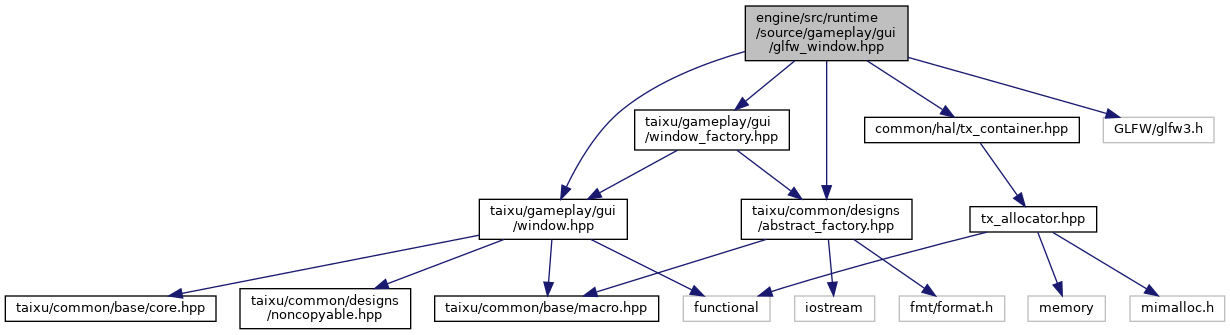 engine/src/runtime
/source/gameplay/gui
/glfw_window.hpp
taixu/gameplay/gui
/window_factory.hpp
common/hal/tx_container.hpp
GLFW/glfw3.h
taixu/gameplay/gui
/window.hpp
taixu/common/designs
/abstract_factory.hpp
tx_allocator.hpp
taixu/common/base/core.hpp
taixu/common/designs
/noncopyable.hpp
taixu/common/base/macro.hpp
functional
iostream
fmt/format.h
memory
mimalloc.h